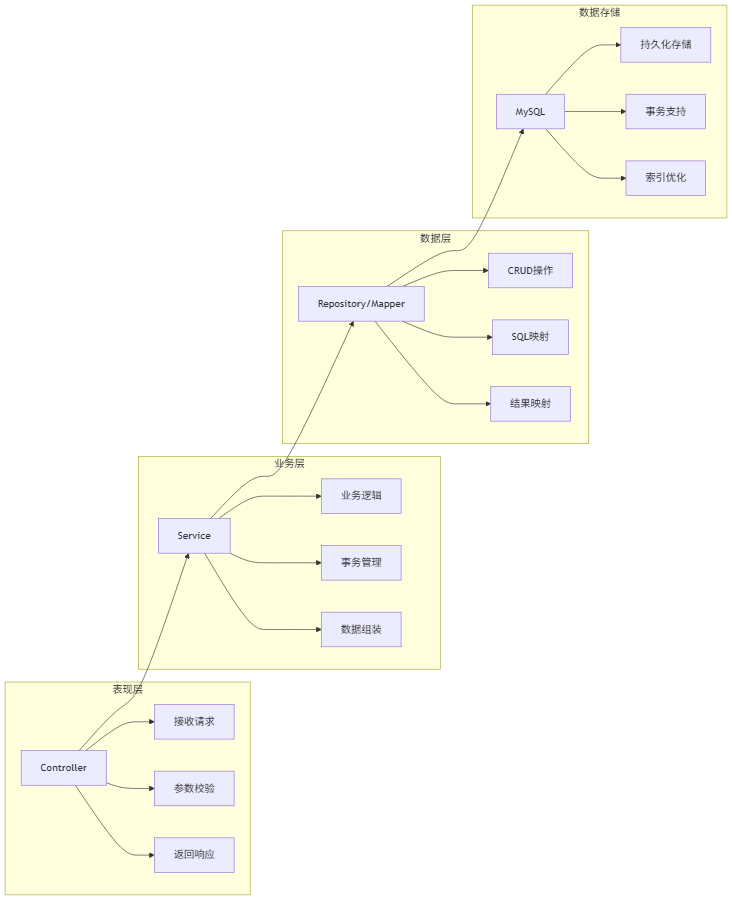 数据存储
持久化存储
MySQL
事务支持
索引优化
数据层
CRUD操作
Repository/Mapper
SQL映射
结果映射
业务层
业务逻辑
Service
事务管理
数据组装
表现层
接收请求
Controller
参数校验
返回响应